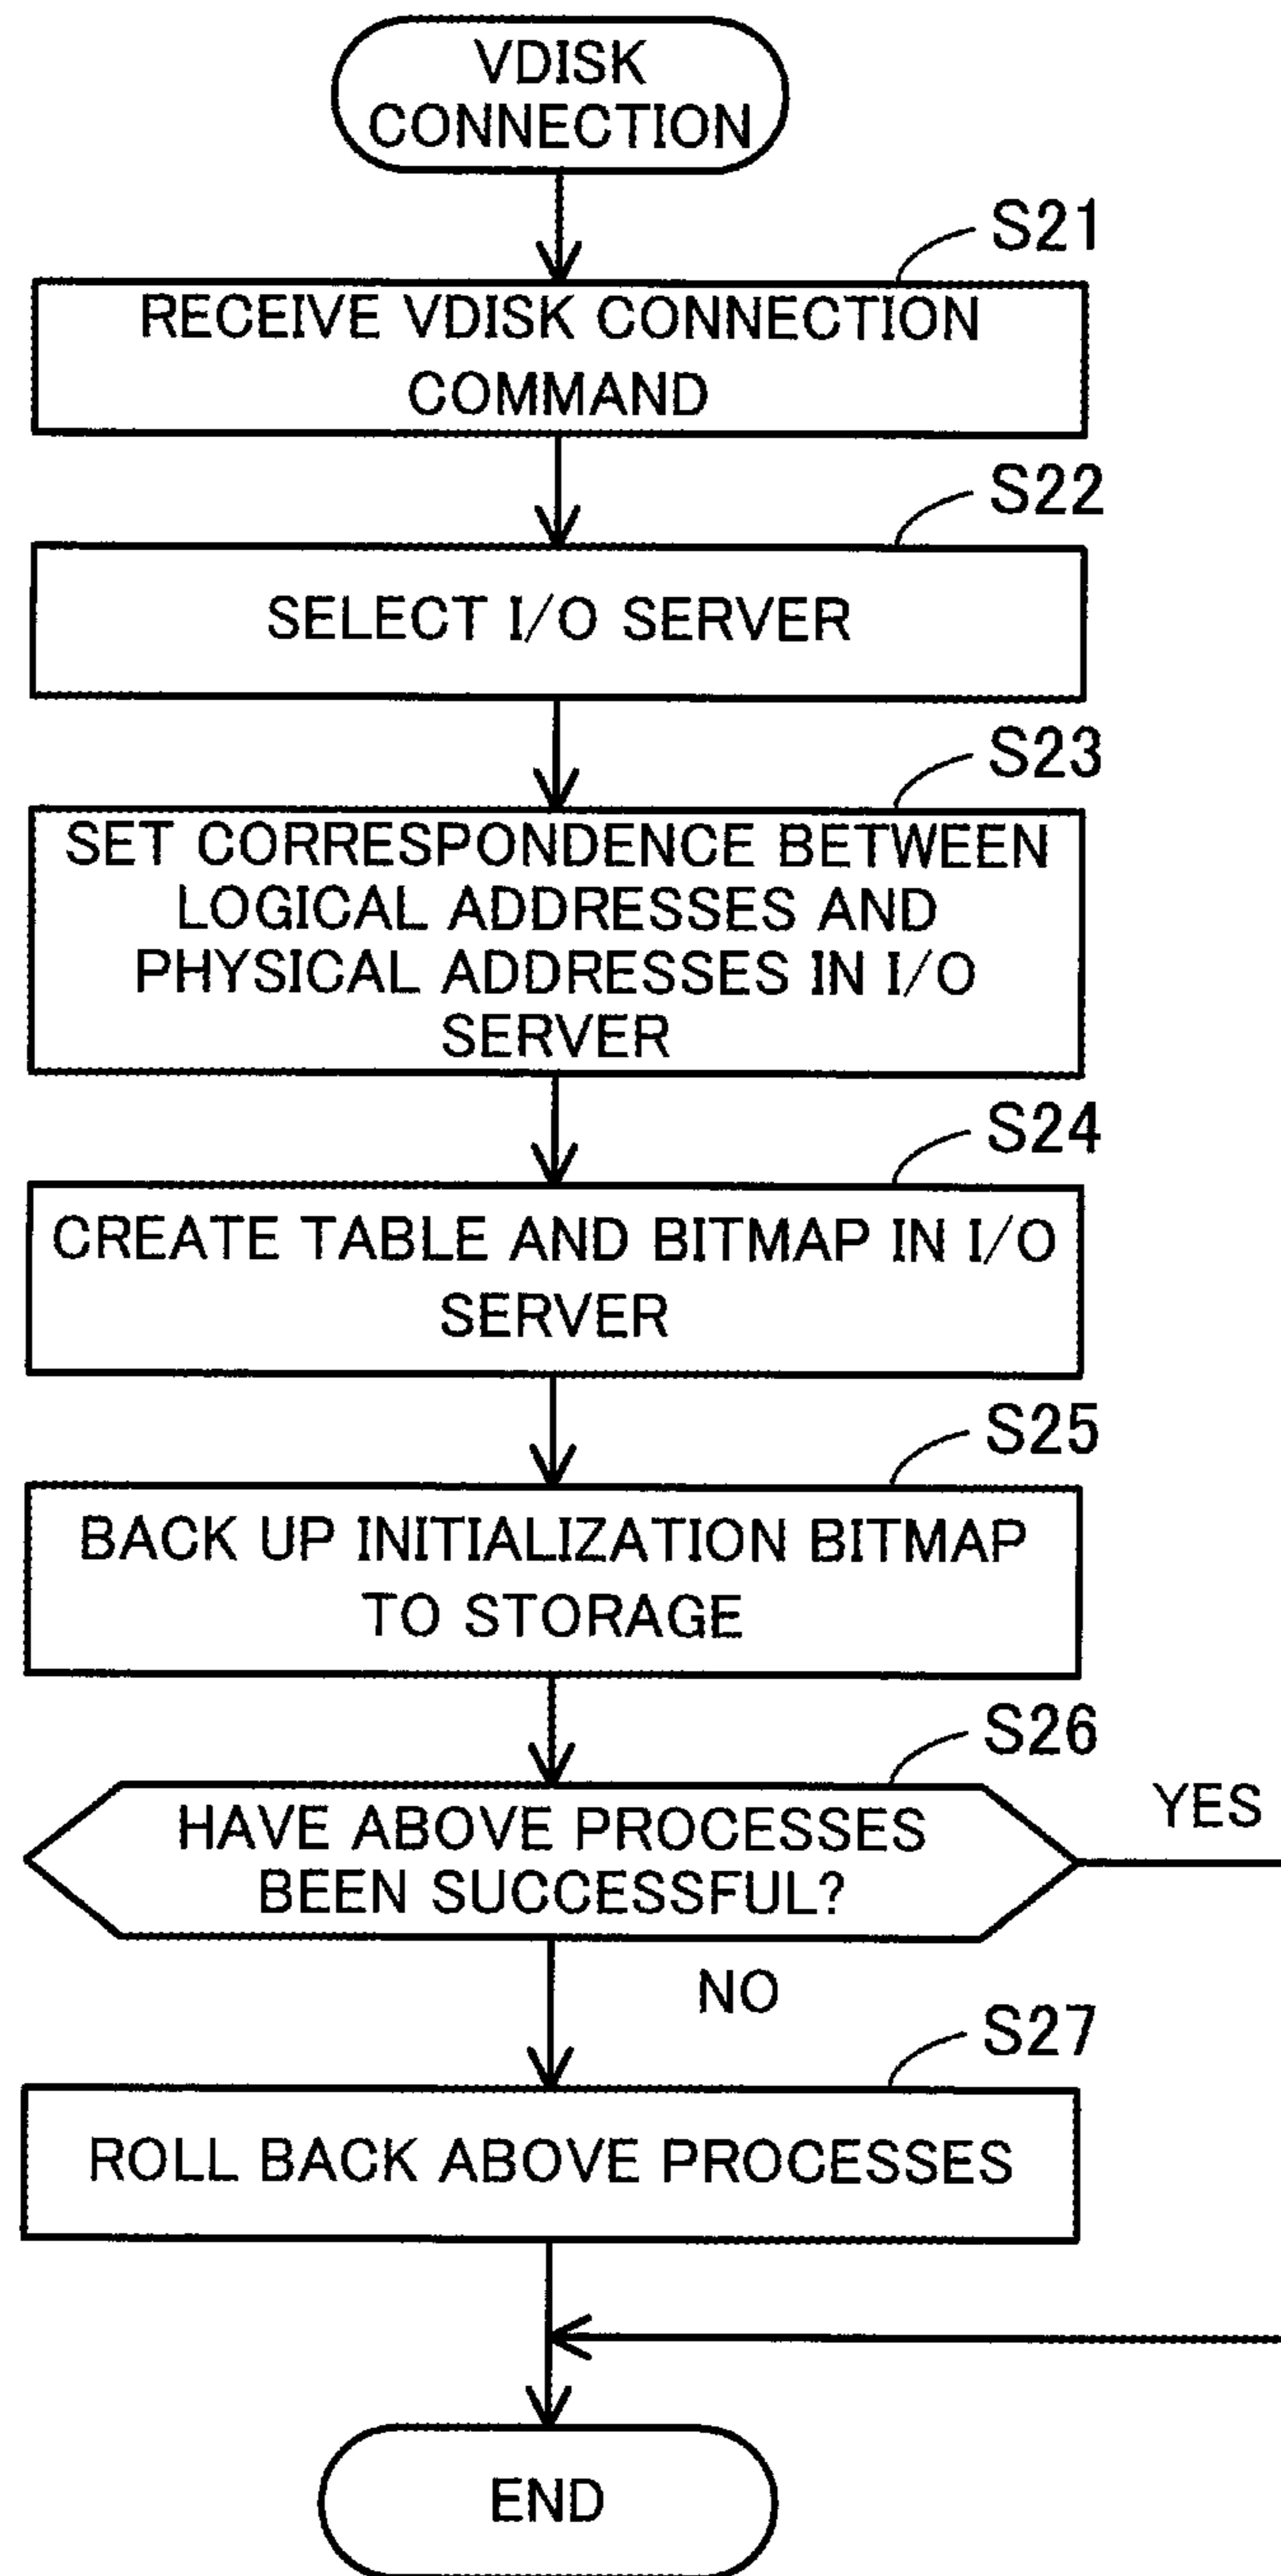 VDISK
CONNECTION
S21
RECEIVE VDISK CONNECTION
COMMAND
S22
SELECT I/O SERVER
S23
SET CORRESPONDENCE BETWEEN
LOGICAL ADDRESSES AND
PHYSICAL ADDRESSES IN I/O
SERVER
S24
CREATE TABLE AND BITMAP IN I/O
SERVER
S25
BACK UP INITIALIZATION BITMAP
TO STORAGE
S26
HAVE ABOVE PROCESSES
BEEN SUCCESSFUL?
YES
NO
S27
ROLL BACK ABOVE PROCESSES
END